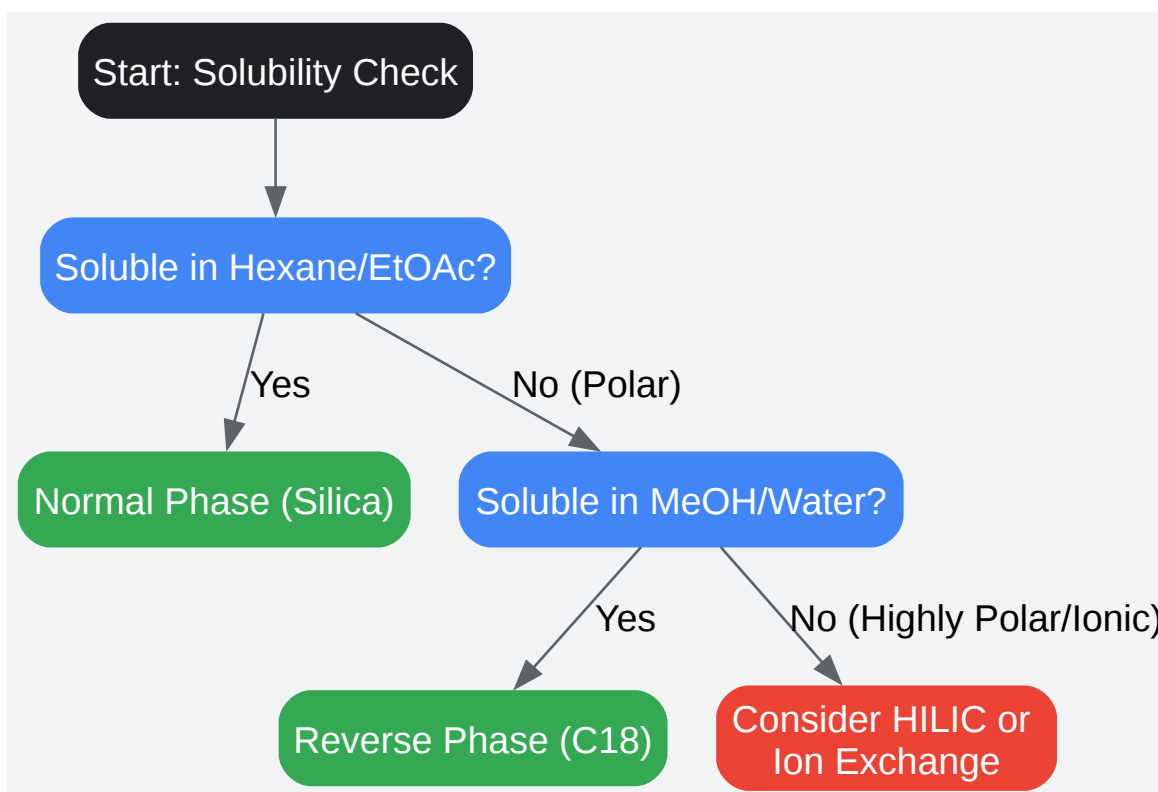 Start: Solubility Check
Soluble in Hexane/EtOAc?
Yes
No (Polar)
Normal Phase (Silica)
Soluble in MeOH/Water?
Yes
No (Highly Polar/Ionic)
Reverse Phase (C18)
Consider HILIC or
Ion Exchange